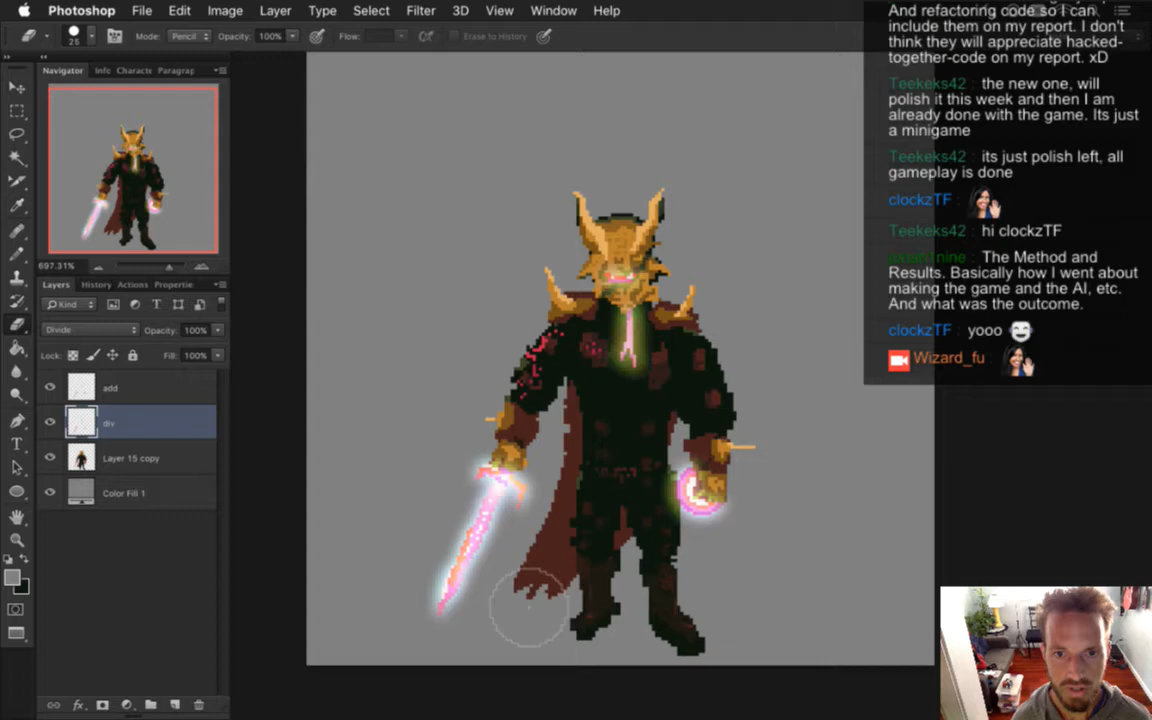 Photoshop File Edit Image Layer Type Select Filter 3D View Window Help
25 Mode: Pencil Opacity: 100% Flow: Erase to History
Navigator Info Characte Paragrap
697.31%
Layers History Actions Propertie
Kind
Divide Opacity: 100%
Lock: Fill: 100%
add
div
Layer 15 copy
Color Fill 1
And refactoring code so I can
include them on my report. I don't
think they will appreciate hacked-
together-code on my report. xD
Teekeks42 : the new one, will
polish it this week and then I am
already done with the game. Its just
a minigame
Teekeks42 : its just polish left, all
gameplay is done
clockzTF :
Teekeks42 : hi clockzTF
: The Method and
Results. Basically how I went about
making the game and the AI, etc.
And what was the outcome.
clockzTF : yooo
Wizard_fu :